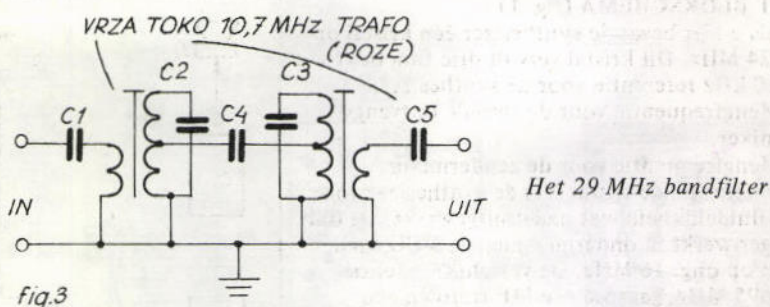 VRZA TOKO 10,7 MHz TRAFO
(ROZE)
C1
C2
C3
C4
C5
IN
UIT
Het 29 MHz bandfilter
fig.3